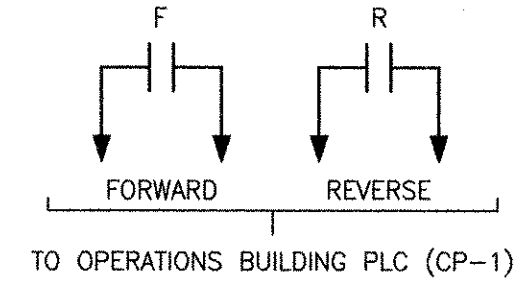 F R
FORWARD REVERSE
TO OPERATIONS BUILDING PLC (CP-1)